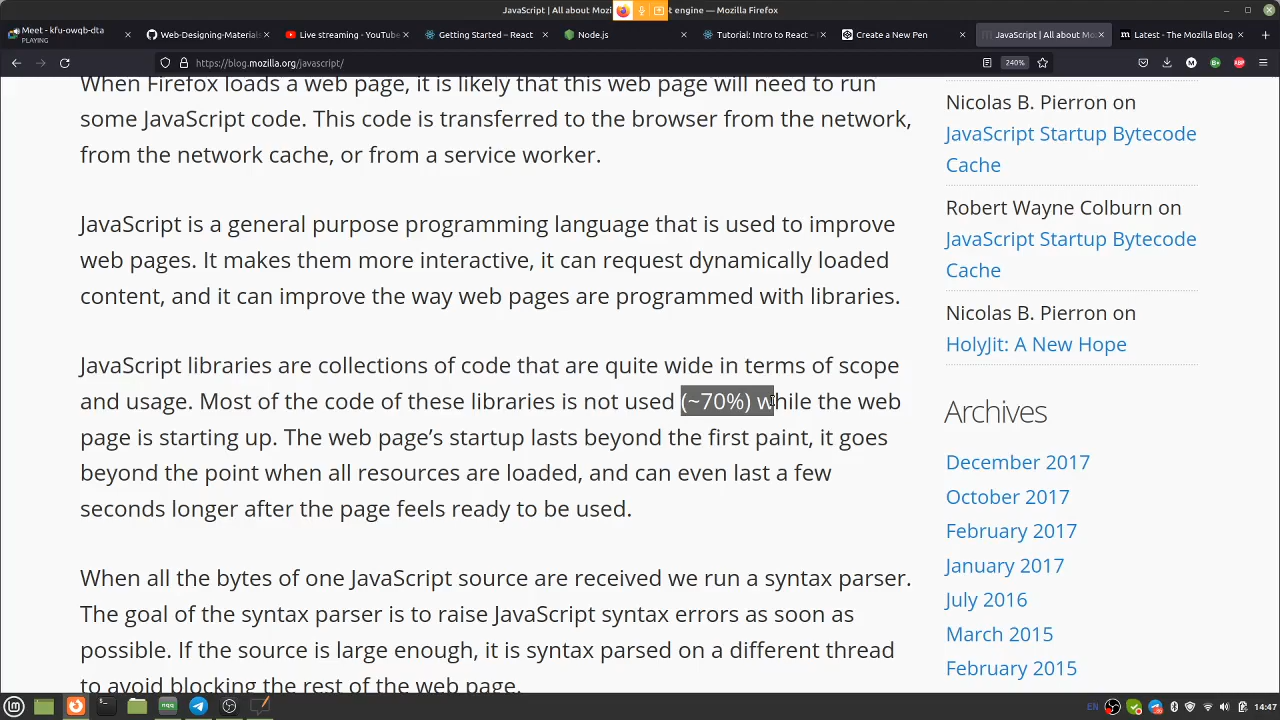 JavaScript | All about Mozi
t engine — Mozilla Firefox
Meet - kfu-owqb-dta
PLAYING
Web-Designing-Materials
Live streaming - YouTube
Getting Started – React
Node.js
Tutorial: Intro to React –
Create a New Pen
JavaScript | All about Moz
Latest - The Mozilla Blog
https://blog.mozilla.org/javascript/
240%
When Firefox loads a web page, it is likely that this web page will need to run
some JavaScript code. This code is transferred to the browser from the network,
from the network cache, or from a service worker.
JavaScript is a general purpose programming language that is used to improve
web pages. It makes them more interactive, it can request dynamically loaded
content, and it can improve the way web pages are programmed with libraries.
JavaScript libraries are collections of code that are quite wide in terms of scope
and usage. Most of the code of these libraries is not used (~70%) while the web
page is starting up. The web page’s startup lasts beyond the first paint, it goes
beyond the point when all resources are loaded, and can even last a few
seconds longer after the page feels ready to be used.
When all the bytes of one JavaScript source are received we run a syntax parser.
The goal of the syntax parser is to raise JavaScript syntax errors as soon as
possible. If the source is large enough, it is syntax parsed on a different thread
to avoid blocking the rest of the web page.
Nicolas B. Pierron on
JavaScript Startup Bytecode
Cache
Robert Wayne Colburn on
JavaScript Startup Bytecode
Cache
Nicolas B. Pierron on
HolyJit: A New Hope
Archives
December 2017
October 2017
February 2017
January 2017
July 2016
March 2015
February 2015
EN
14:47